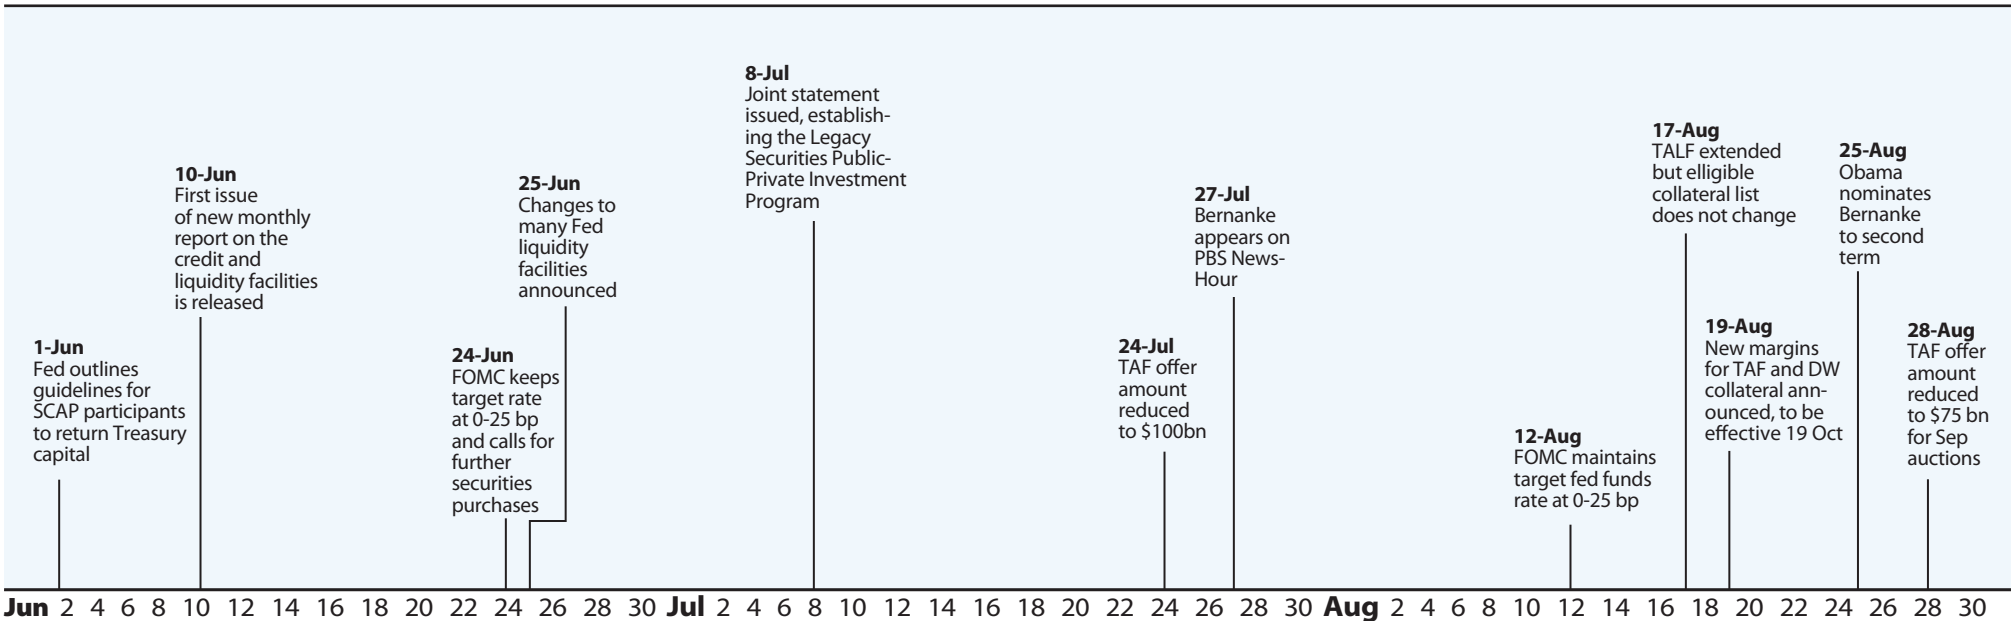 1-Jun
Fed outlines
guidelines for
SCAP participants
to return Treasury
capital
10-Jun
First issue
of new monthly
report on the
credit and
liquidity facilities
is released
24-Jun
FOMC keeps
target rate
at 0-25 bp
and calls for
further
securities
purchases
25-Jun
Changes to
many Fed
liquidity
facilities
announced
8-Jul
Joint statement
issued, establish-
ing the Legacy
Securities Public-
Private Investment
Program
24-Jul
TAF offer
amount
reduced
to $100bn
27-Jul
Bernanke
appears on
PBS News-
Hour
12-Aug
FOMC maintains
target fed funds
rate at 0-25 bp
17-Aug
TALF extended
but elligible
collateral list
does not change
19-Aug
New margins
for TAF and DW
collateral ann-
ounced, to be
effective 19 Oct
25-Aug
Obama
nominates
Bernanke
to second
term
28-Aug
TAF offer
amount
reduced
to $75 bn
for Sep
auctions
Jun 2 4 6 8 10 12 14 16 18 20 22 24 26 28 30 Jul 2 4 6 8 10 12 14 16 18 20 22 24 26 28 30 Aug 2 4 6 8 10 12 14 16 18 20 22 24 26 28 30